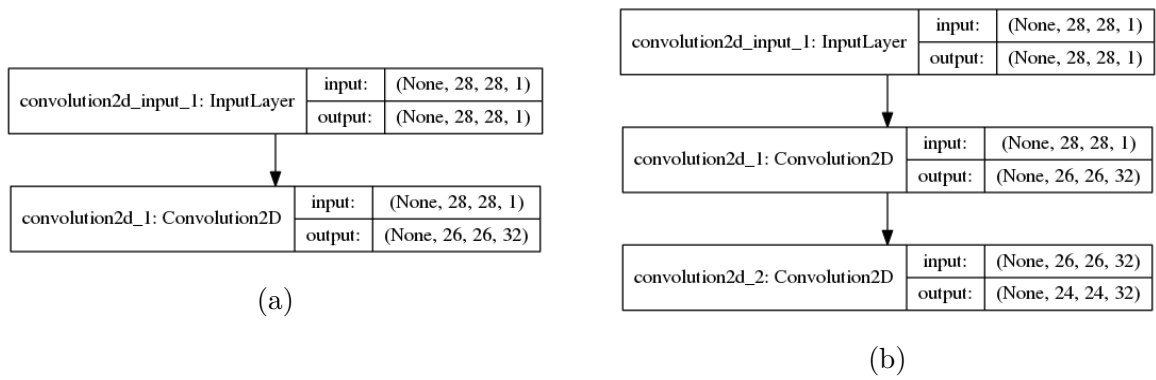 convolution2d_input_1: InputLayer
input: (None, 28, 28, 1)
output: (None, 28, 28, 1)
convolution2d_1: Convolution2D
input: (None, 28, 28, 1)
output: (None, 26, 26, 32)
(a)
convolution2d_input_1: InputLayer
input: (None, 28, 28, 1)
output: (None, 28, 28, 1)
convolution2d_1: Convolution2D
input: (None, 28, 28, 1)
output: (None, 26, 26, 32)
convolution2d_2: Convolution2D
input: (None, 26, 26, 32)
output: (None, 24, 24, 32)
(b)